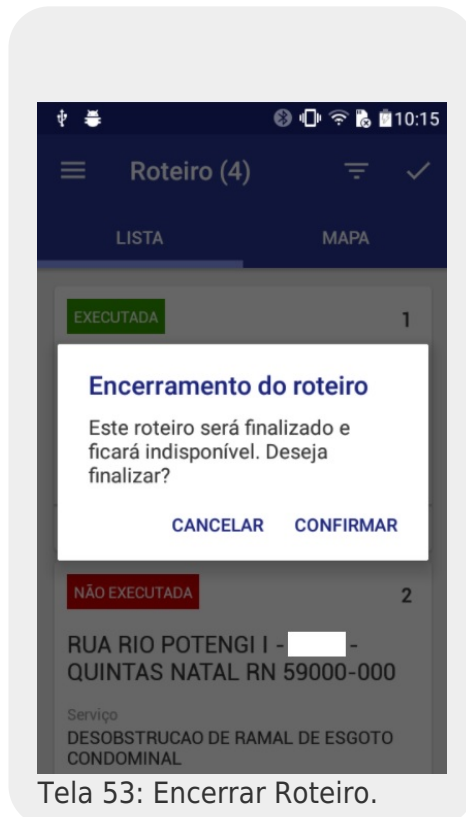 10:15
Roteiro (4)
LISTA MAPA
EXECUTADA 1
Encerramento do roteiro
Este roteiro será finalizado e
ficará indisponível. Deseja
finalizar?
CANCELAR CONFIRMAR
NÃO EXECUTADA 2
RUA RIO POTENGI I - -
QUINTAS NATAL RN 59000-000
Serviço
DESOBSTRUCAO DE RAMAL DE ESGOTO
CONDOMINAL
Tela 53: Encerrar Roteiro.